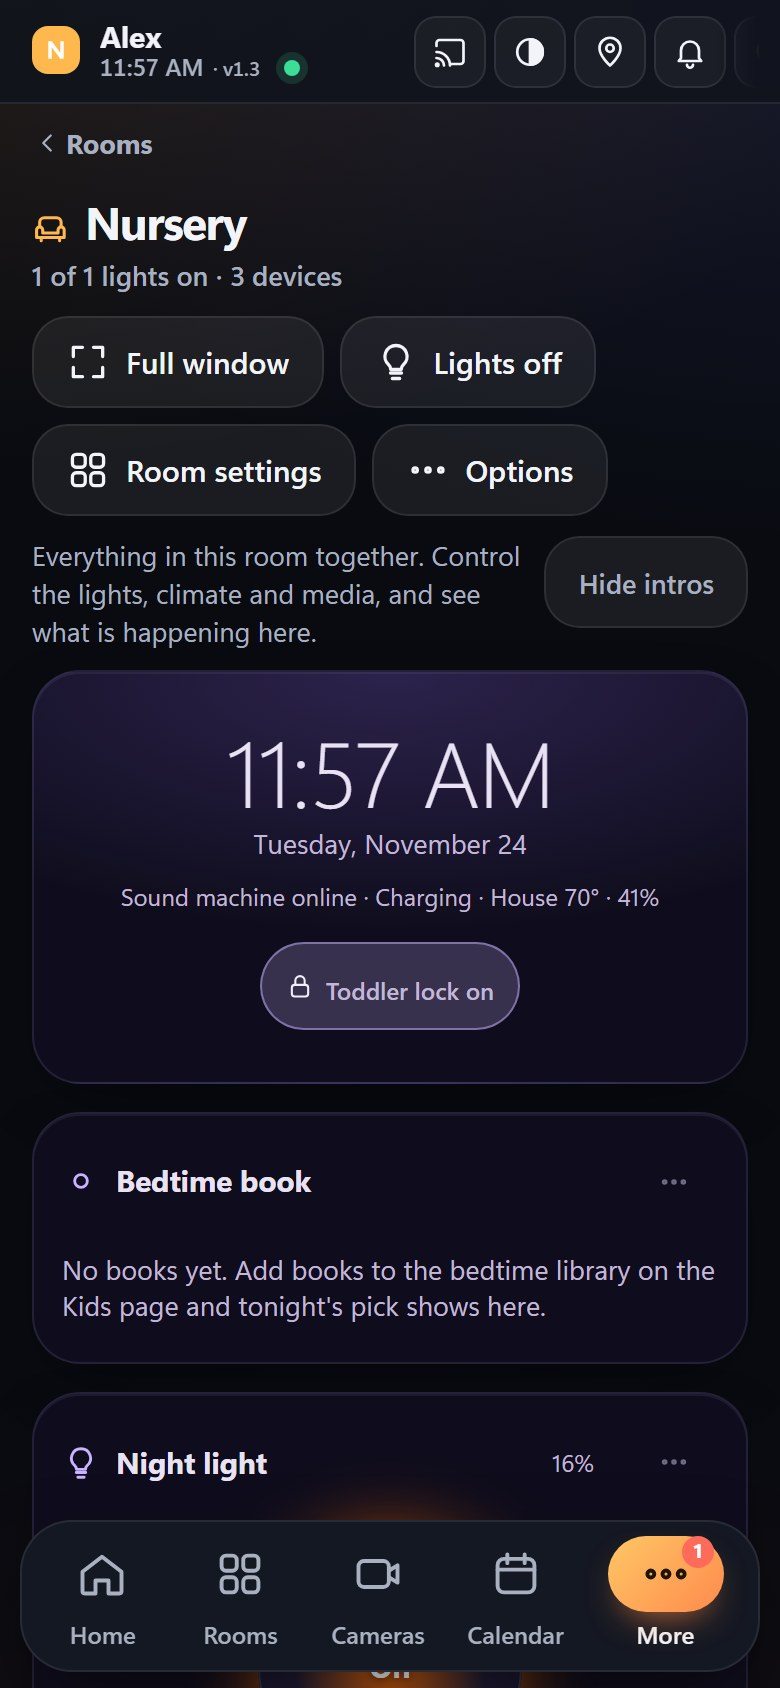 N
Alex
11:57 AM · v1.3
Rooms
Nursery
1 of 1 lights on · 3 devices
Full window
Lights off
Room settings
Options
Everything in this room together. Control
the lights, climate and media, and see
what is happening here.
Hide intros
11:57 AM
Tuesday, November 24
Sound machine online · Charging · House 70° · 41%
Toddler lock on
Bedtime book
No books yet. Add books to the bedtime library on the
Kids page and tonight's pick shows here.
Night light
16%
1
Home
Rooms
Cameras
Calendar
More